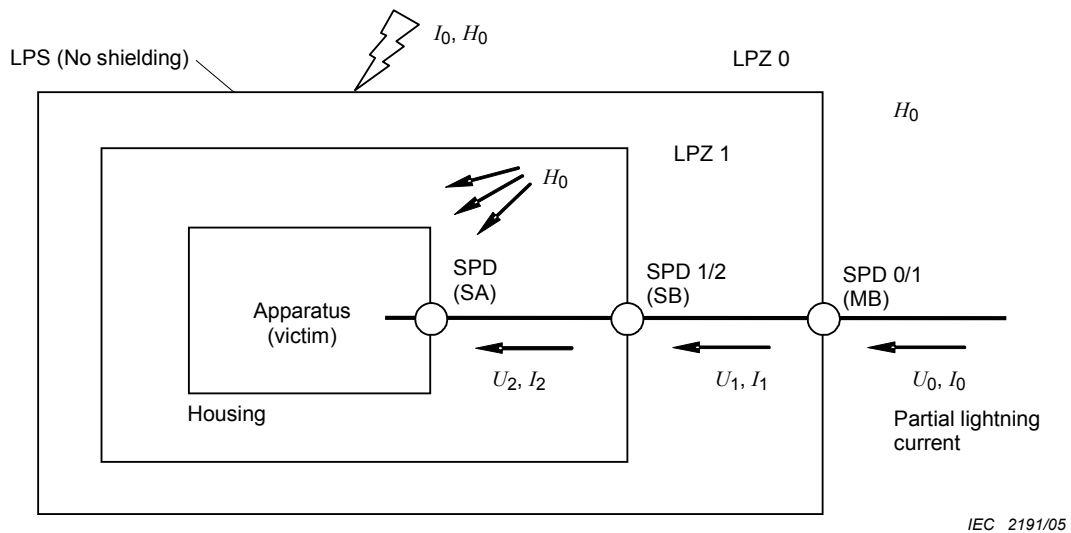 I0, H0
LPS (No shielding)
LPZ 0
H0
LPZ 1
H0
SPD
(SA)
SPD 1/2
(SB)
SPD 0/1
(MB)
Apparatus
(victim)
U2, I2
U1, I1
U0, I0
Housing
Partial lightning
current
IEC 2191/05